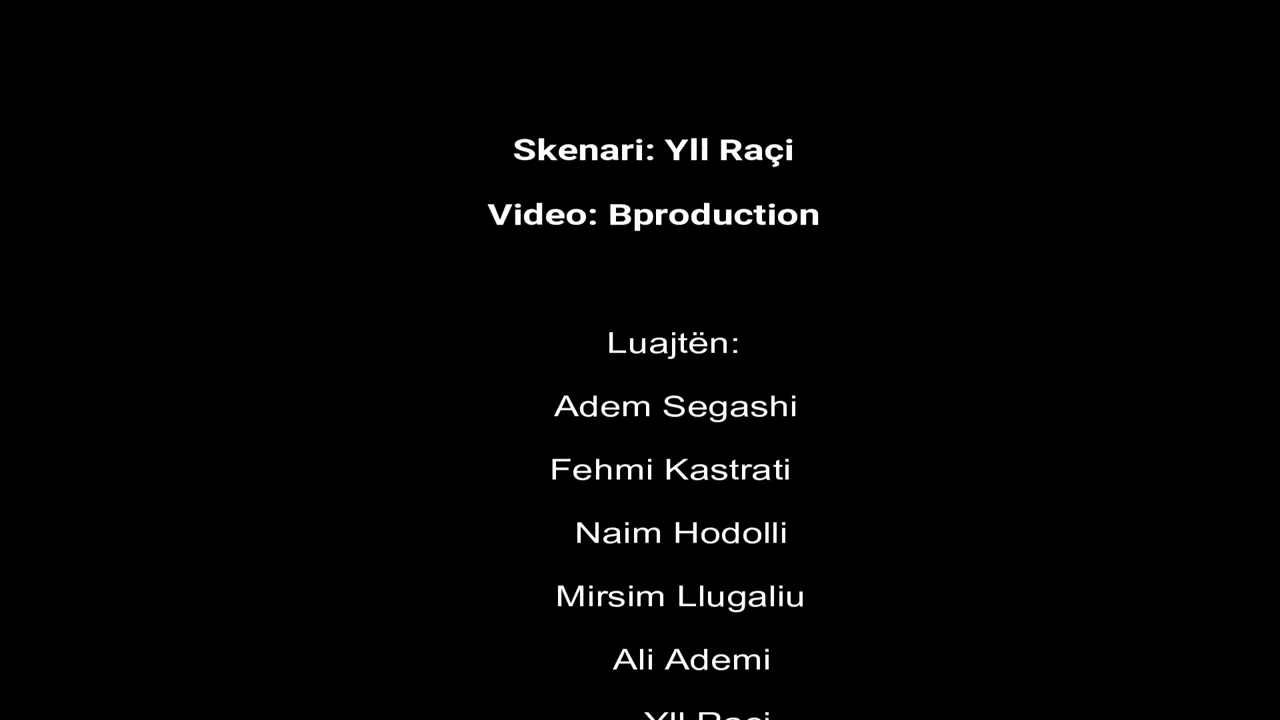 Skenari: Yll Raçi
Video: Bproduction
Luajtën:
Adem Segashi
Fehmi Kastrati
Naim Hodolli
Mirsim Llugaliu
Ali Ademi